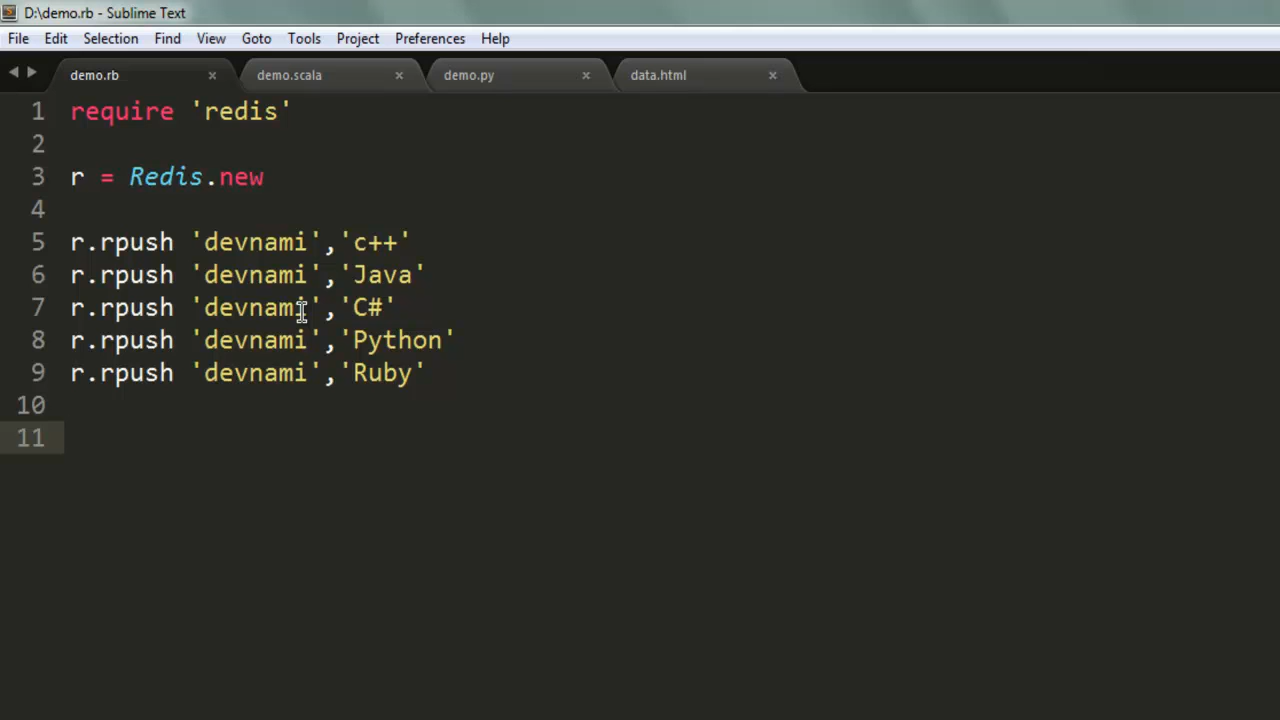 D:\demo.rb - Sublime Text
File Edit Selection Find View Goto Tools Project Preferences Help
demo.rb × demo.scala × demo.py × data.html ×
1 require 'redis'
2
3 r = Redis.new
4
5 r.rpush 'devnami','c++'
6 r.rpush 'devnami','Java'
7 r.rpush 'devnami','C#'
8 r.rpush 'devnami','Python'
9 r.rpush 'devnami','Ruby'
10
11